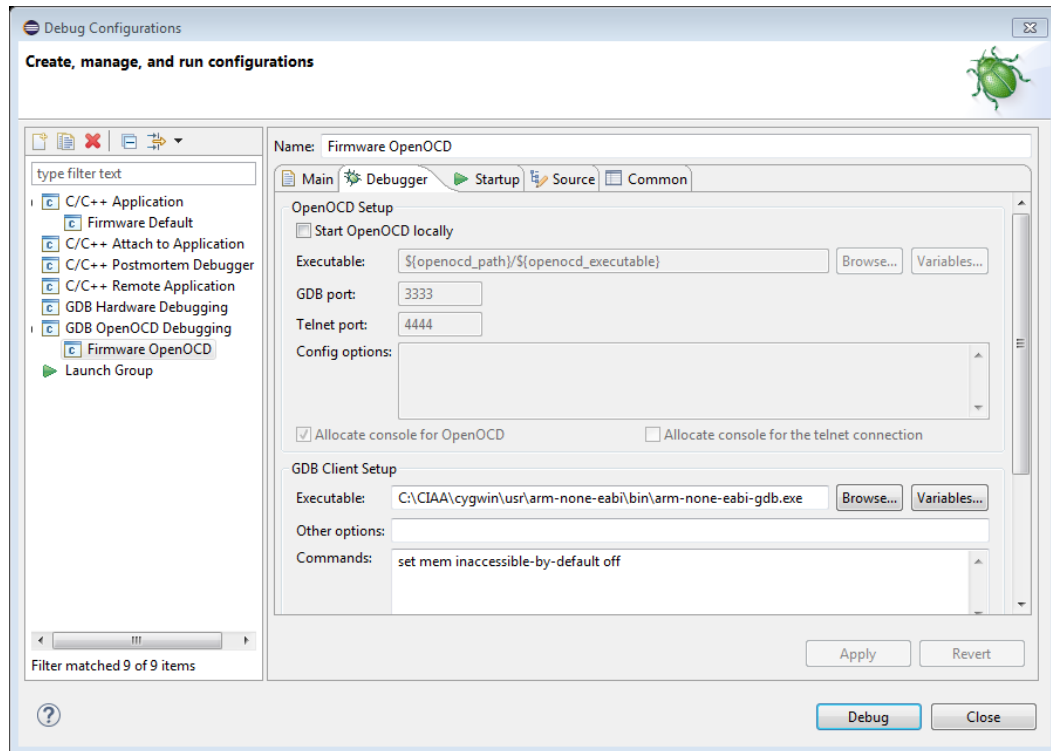 Debug Configurations
Create, manage, and run configurations
type filter text
C/C++ Application
Firmware Default
C/C++ Attach to Application
C/C++ Postmortem Debugger
C/C++ Remote Application
GDB Hardware Debugging
GDB OpenOCD Debugging
Firmware OpenOCD
Launch Group
Filter matched 9 of 9 items
Name: Firmware OpenOCD
Main Debugger Startup Source Common
OpenOCD Setup
Start OpenOCD locally
Executable: ${openocd_path}/${openocd_executable} Browse... Variables...
GDB port: 3333
Telnet port: 4444
Config options:
Allocate console for OpenOCD Allocate console for the telnet connection
GDB Client Setup
Executable: C:\CIAA\cygwin\usr\arm-none-eabi\bin\arm-none-eabi-gdb.exe Browse... Variables...
Other options:
Commands: set mem inaccessible-by-default off
Apply Revert
Debug Close